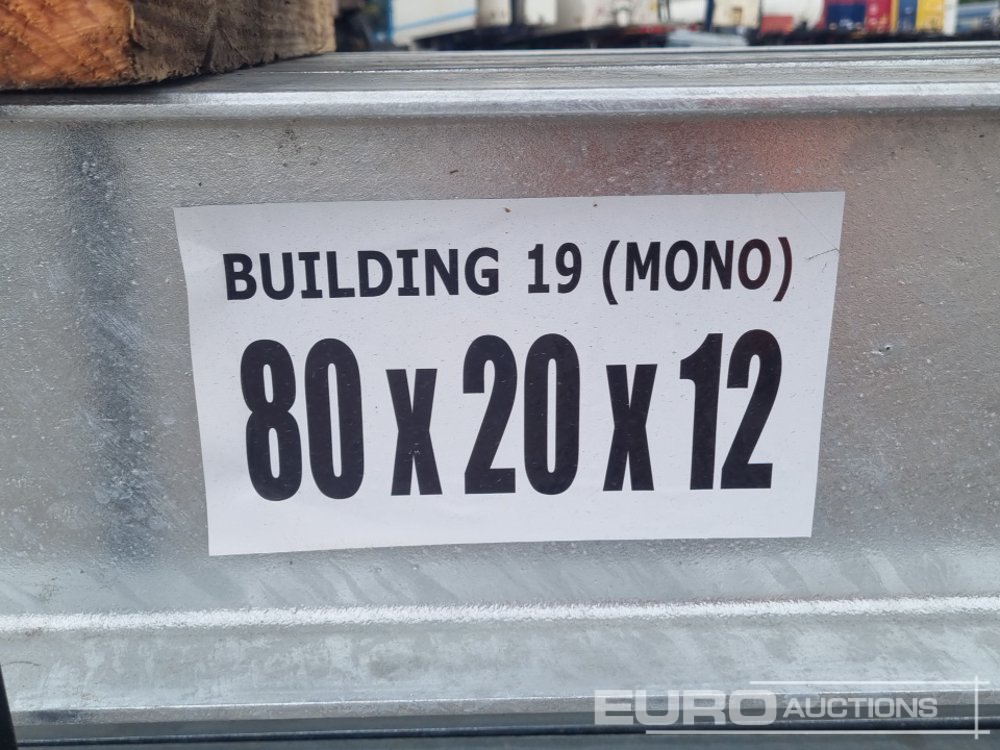 BUILDING 19 (MONO)
80 x 20 x 12
EURO AUCTIONS